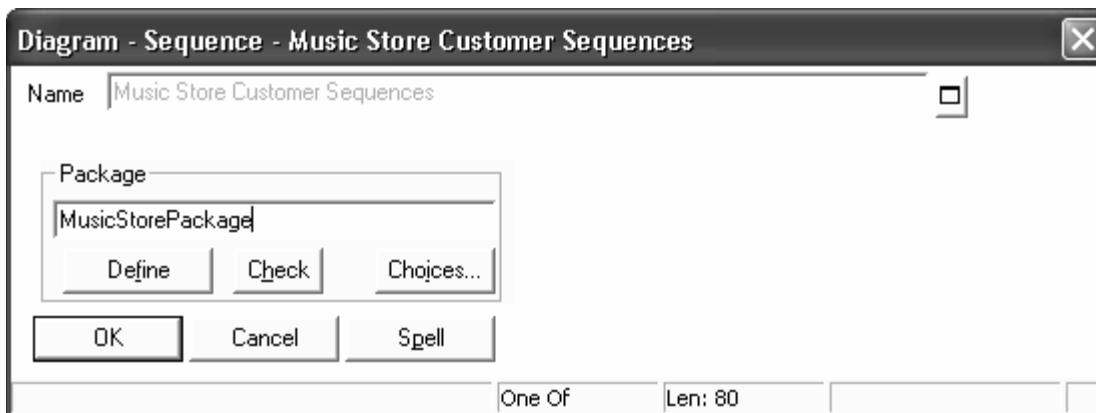 Diagram - Sequence - Music Store Customer Sequences
Name Music Store Customer Sequences
Package
MusicStorePackage
Define Check Choices...
OK Cancel Spell
One Of Len: 80